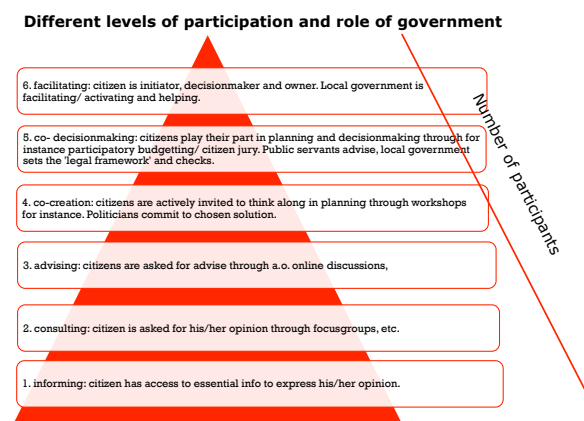 Different levels of participation and role of government
6. facilitating: citizen is initiator, decisionmaker and owner. Local government is
facilitating/ activating and helping.
5. co- decisionmaking: citizens play their part in planning and decisionmaking through for
instance participatory budgetting/ citizen jury. Public servants advise, local government
sets the 'legal framework' and checks.
4. co-creation: citizens are actively invited to think along in planning through workshops
for instance. Politicians commit to chosen solution.
3. advising: citizens are asked for advise through a.o. online discussions,
2. consulting: citizen is asked for his/her opinion through focusgroups, etc.
1. informing: citizen has access to essential info to express his/her opinion.
Number of participants